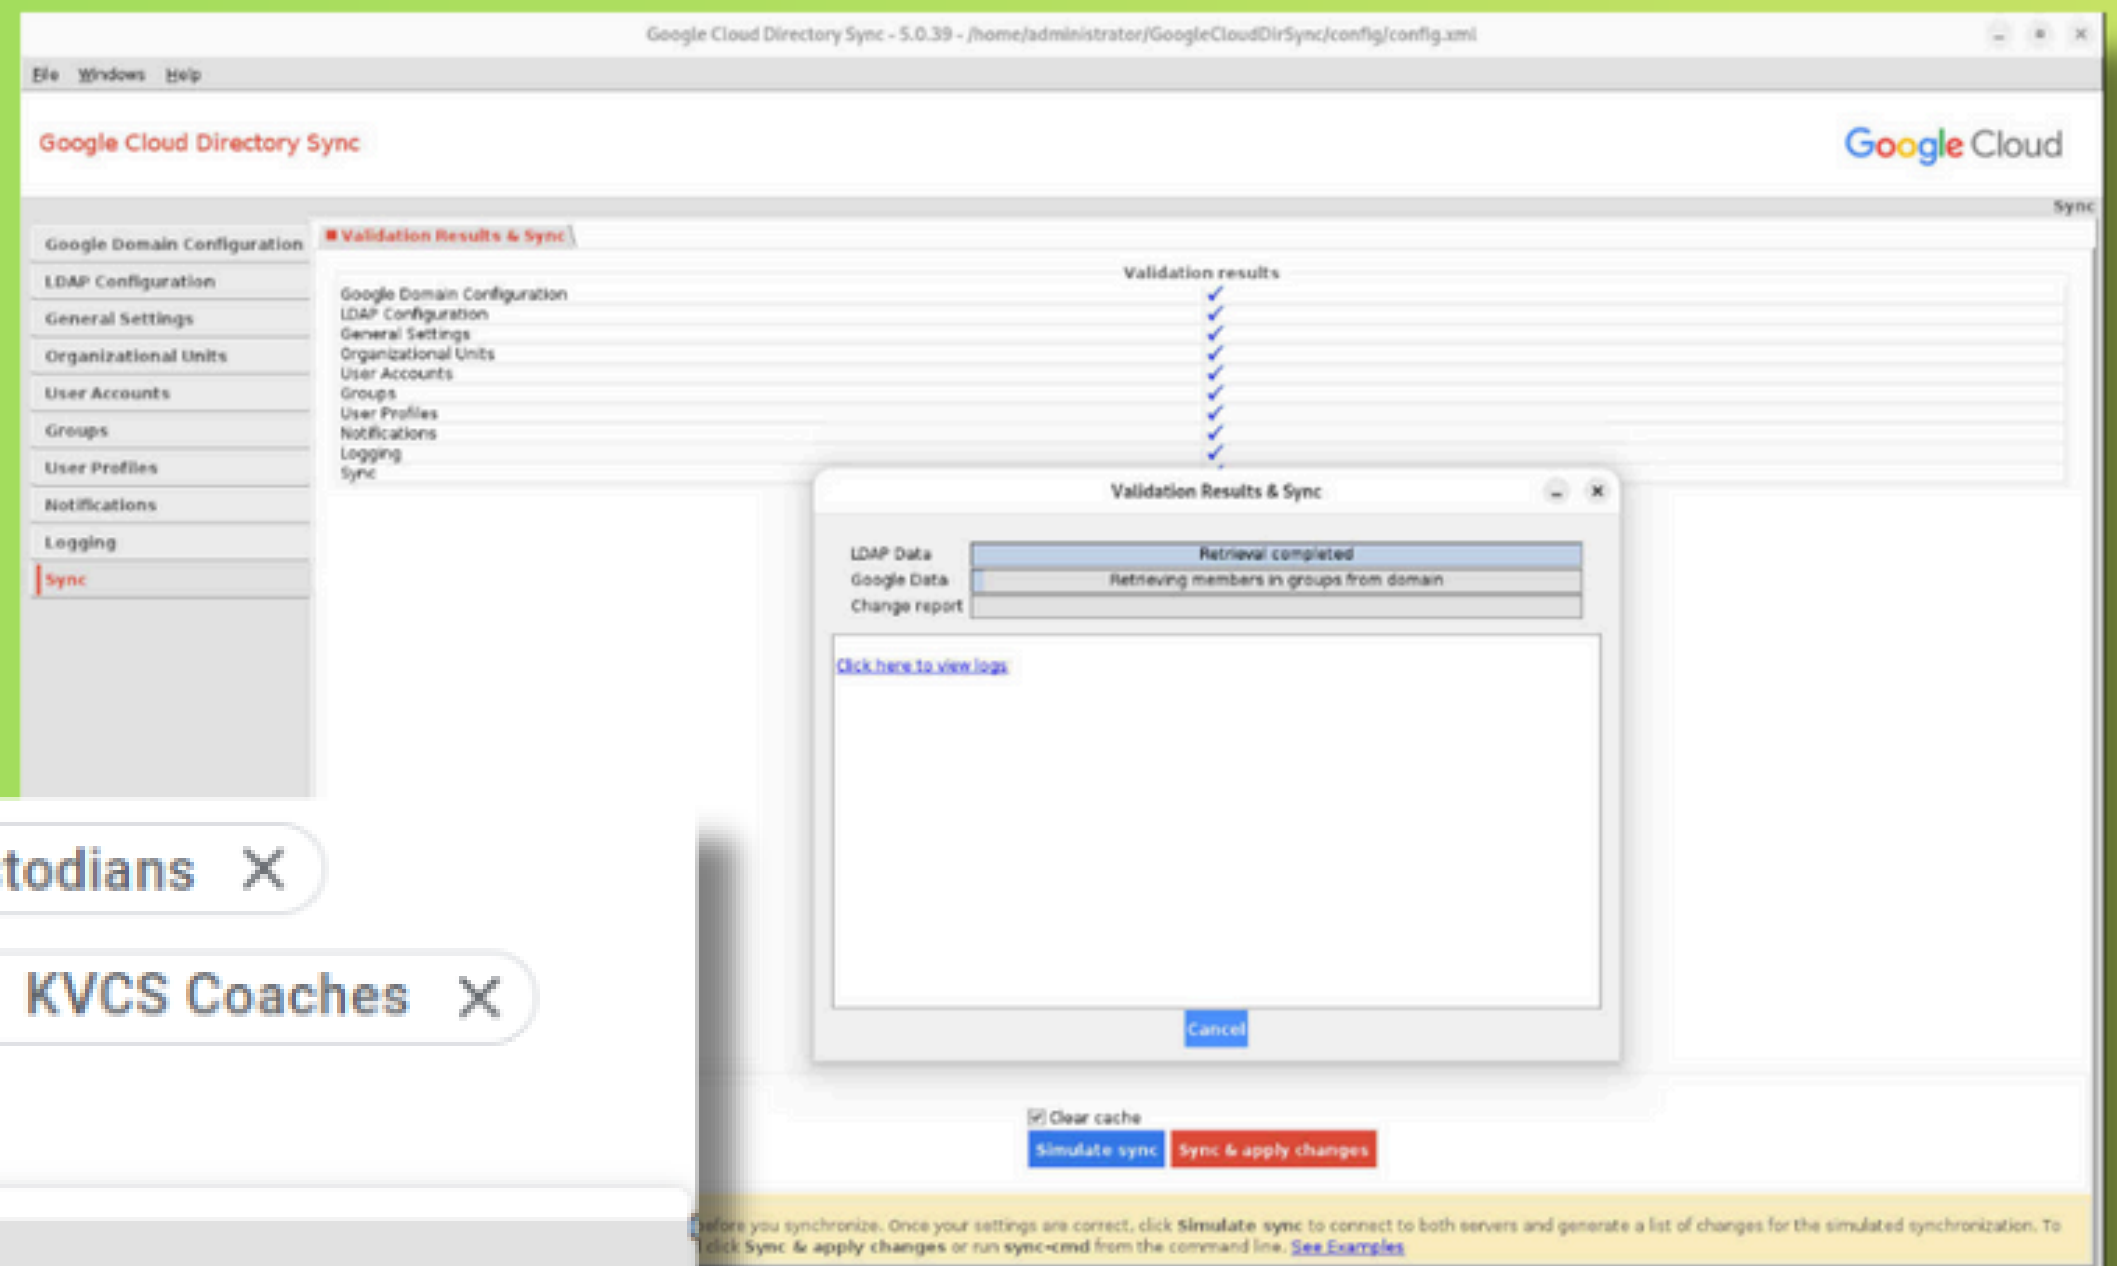 Google Cloud Directory Sync - 5.0.39 - /home/administrator/GoogleCloudDirSync/config/config.xml
File Windows Help
Google Cloud Directory Sync
Google Cloud
Sync
Google Domain Configuration
LDAP Configuration
General Settings
Organizational Units
User Accounts
Groups
User Profiles
Notifications
Logging
Sync
Validation Results & Sync
Validation results
Google Domain Configuration
LDAP Configuration
General Settings
Organizational Units
User Accounts
Groups
User Profiles
Notifications
Logging
Sync
Validation Results & Sync
LDAP Data Retrieval completed
Google Data Retrieving members in groups from domain
Change report
Click here to view logs
Cancel
Clear cache
Simulate sync Sync & apply changes
before you synchronize. Once your settings are correct, click Simulate sync to connect to both servers and generate a list of changes for the simulated synchronization. To
click Sync & apply changes or run sync-cmd from the command line. See Examples
todians
KVCS Coaches